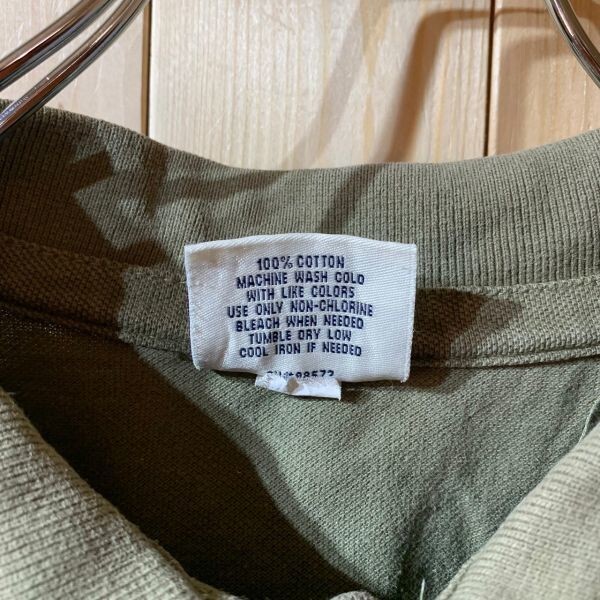 100% COTTON
MACHINE WASH COLD
WITH LIKE COLORS
USE ONLY NON-CHLORINE
BLEACH WHEN NEEDED
TUMBLE DRY LOW
COOL IRON IF NEEDED